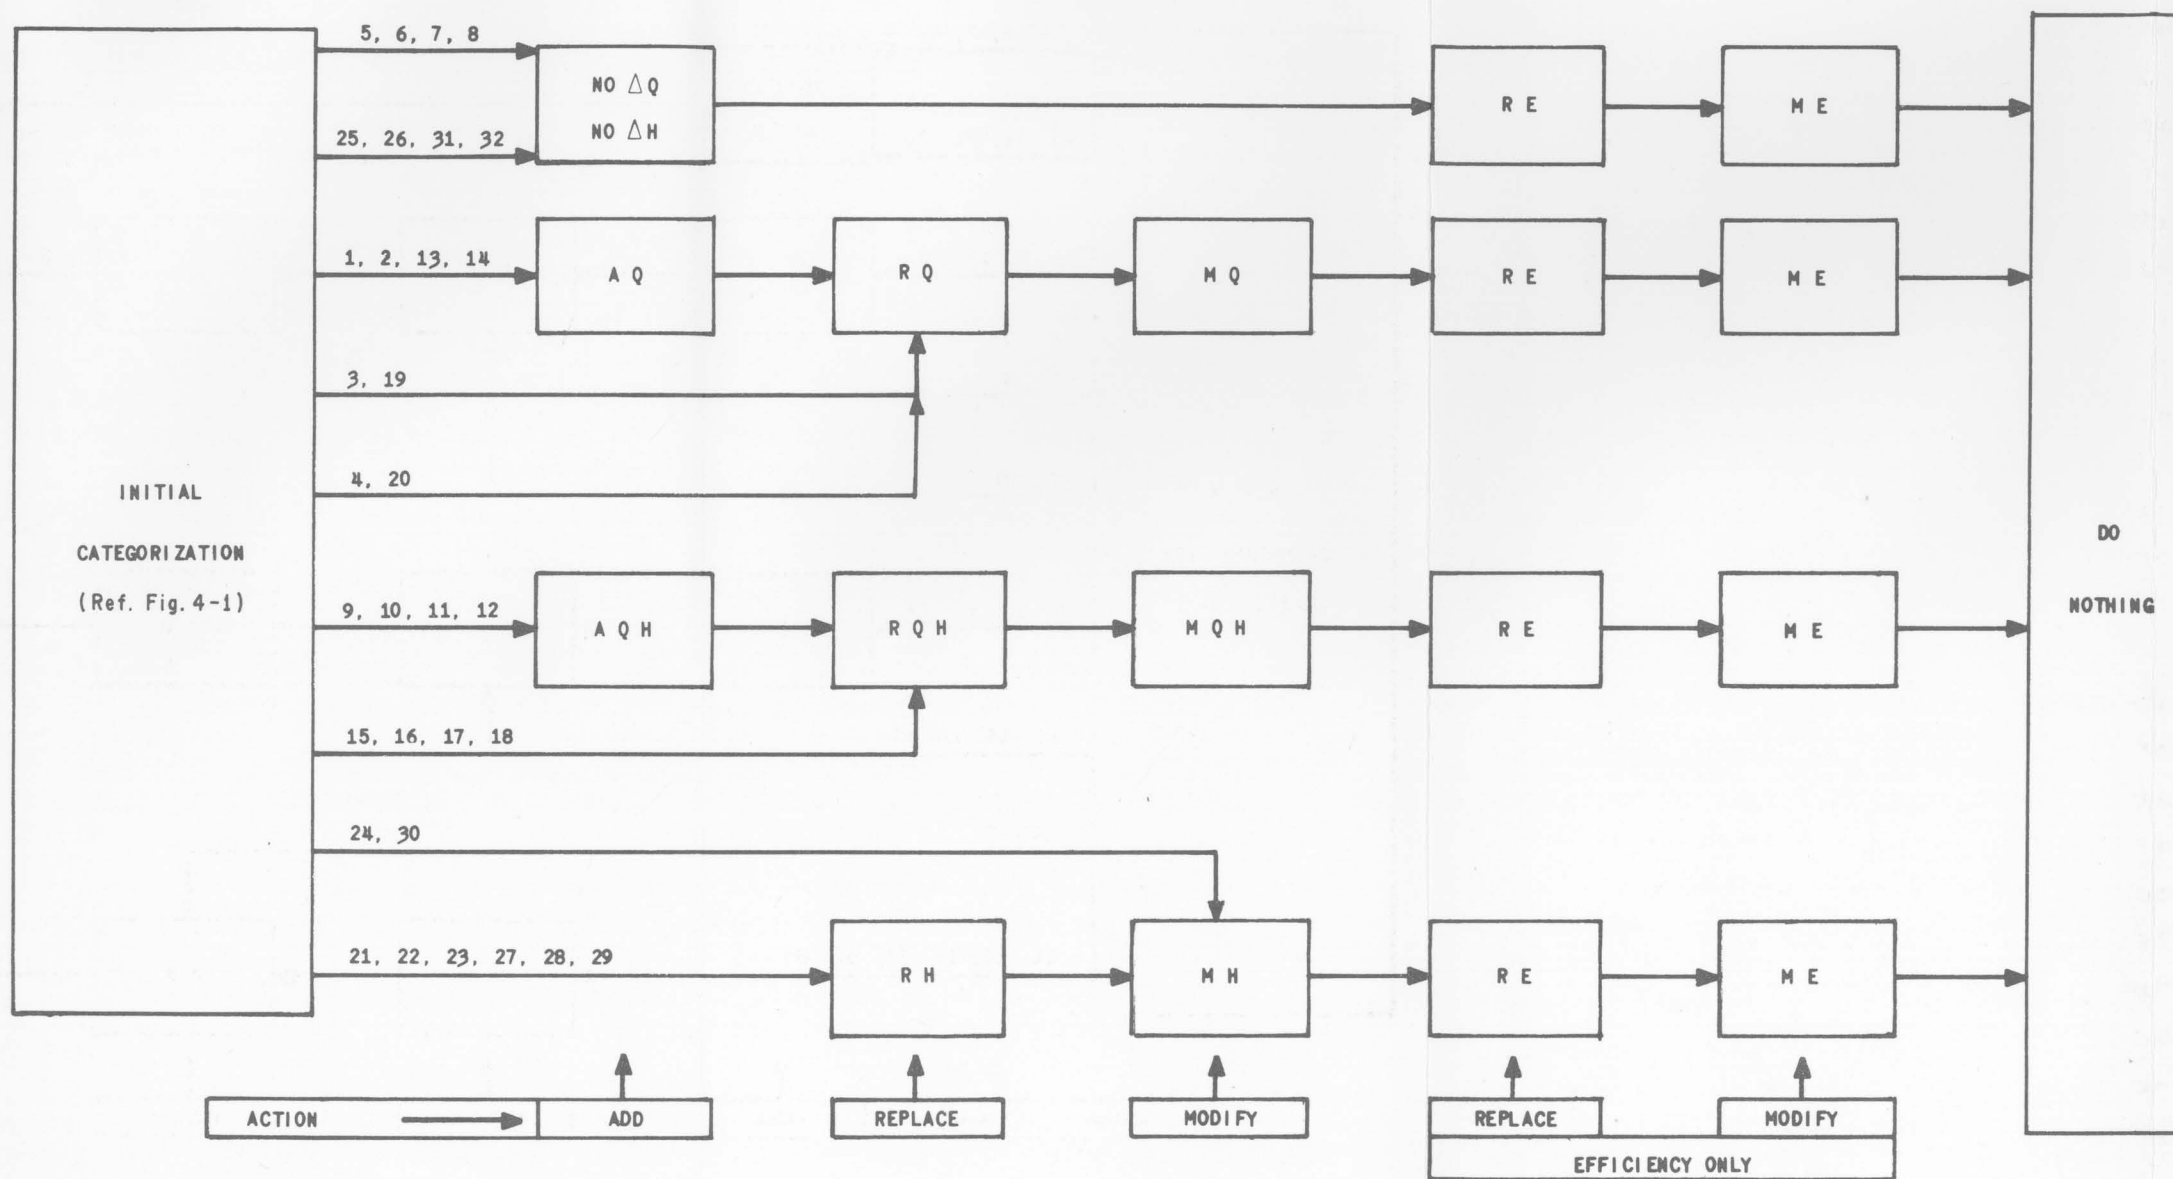 5, 6, 7, 8
NO △Q
NO △H
R E
M E
25, 26, 31, 32
1, 2, 13, 14
A Q
R Q
M Q
R E
M E
3, 19
4, 20
INITIAL
CATEGORIZATION
(Ref. Fig. 4-1)
DO
NOTHING
9, 10, 11, 12
A Q H
R Q H
M Q H
R E
M E
15, 16, 17, 18
24, 30
21, 22, 23, 27, 28, 29
R H
M H
R E
M E
ACTION
ADD
REPLACE
MODIFY
REPLACE
MODIFY
EFFICIENCY ONLY